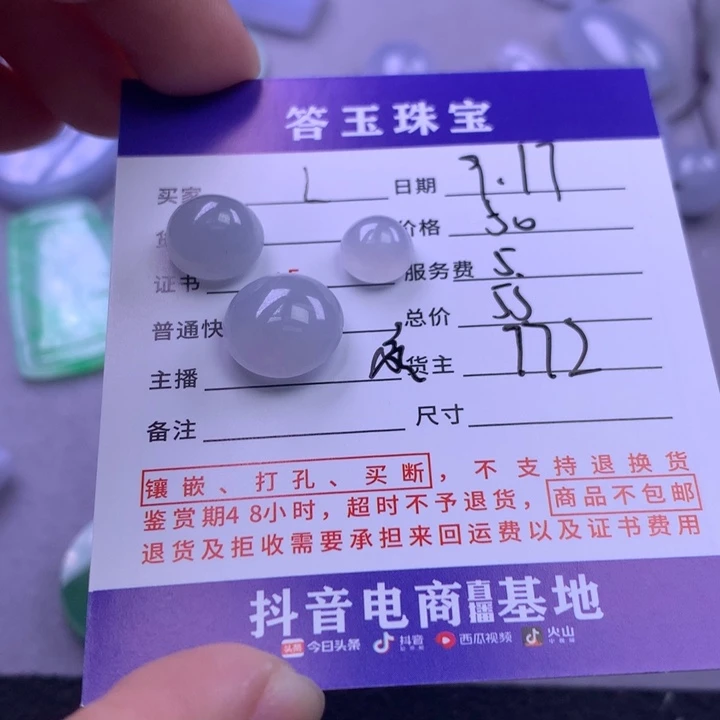 答玉珠宝
买家 L 日期 7.17
价格 50
证书 服务费 5.
普通快 总价 55
主播 货主 772
备注 尺寸
镶嵌、打孔、买断，不支持退换货
鉴赏期48小时，超时不予退货，商品不包邮
退货及拒收需要承担来回运费以及证书费用
抖音电商直播基地
头条 今日头条 抖音 西瓜视频 火山